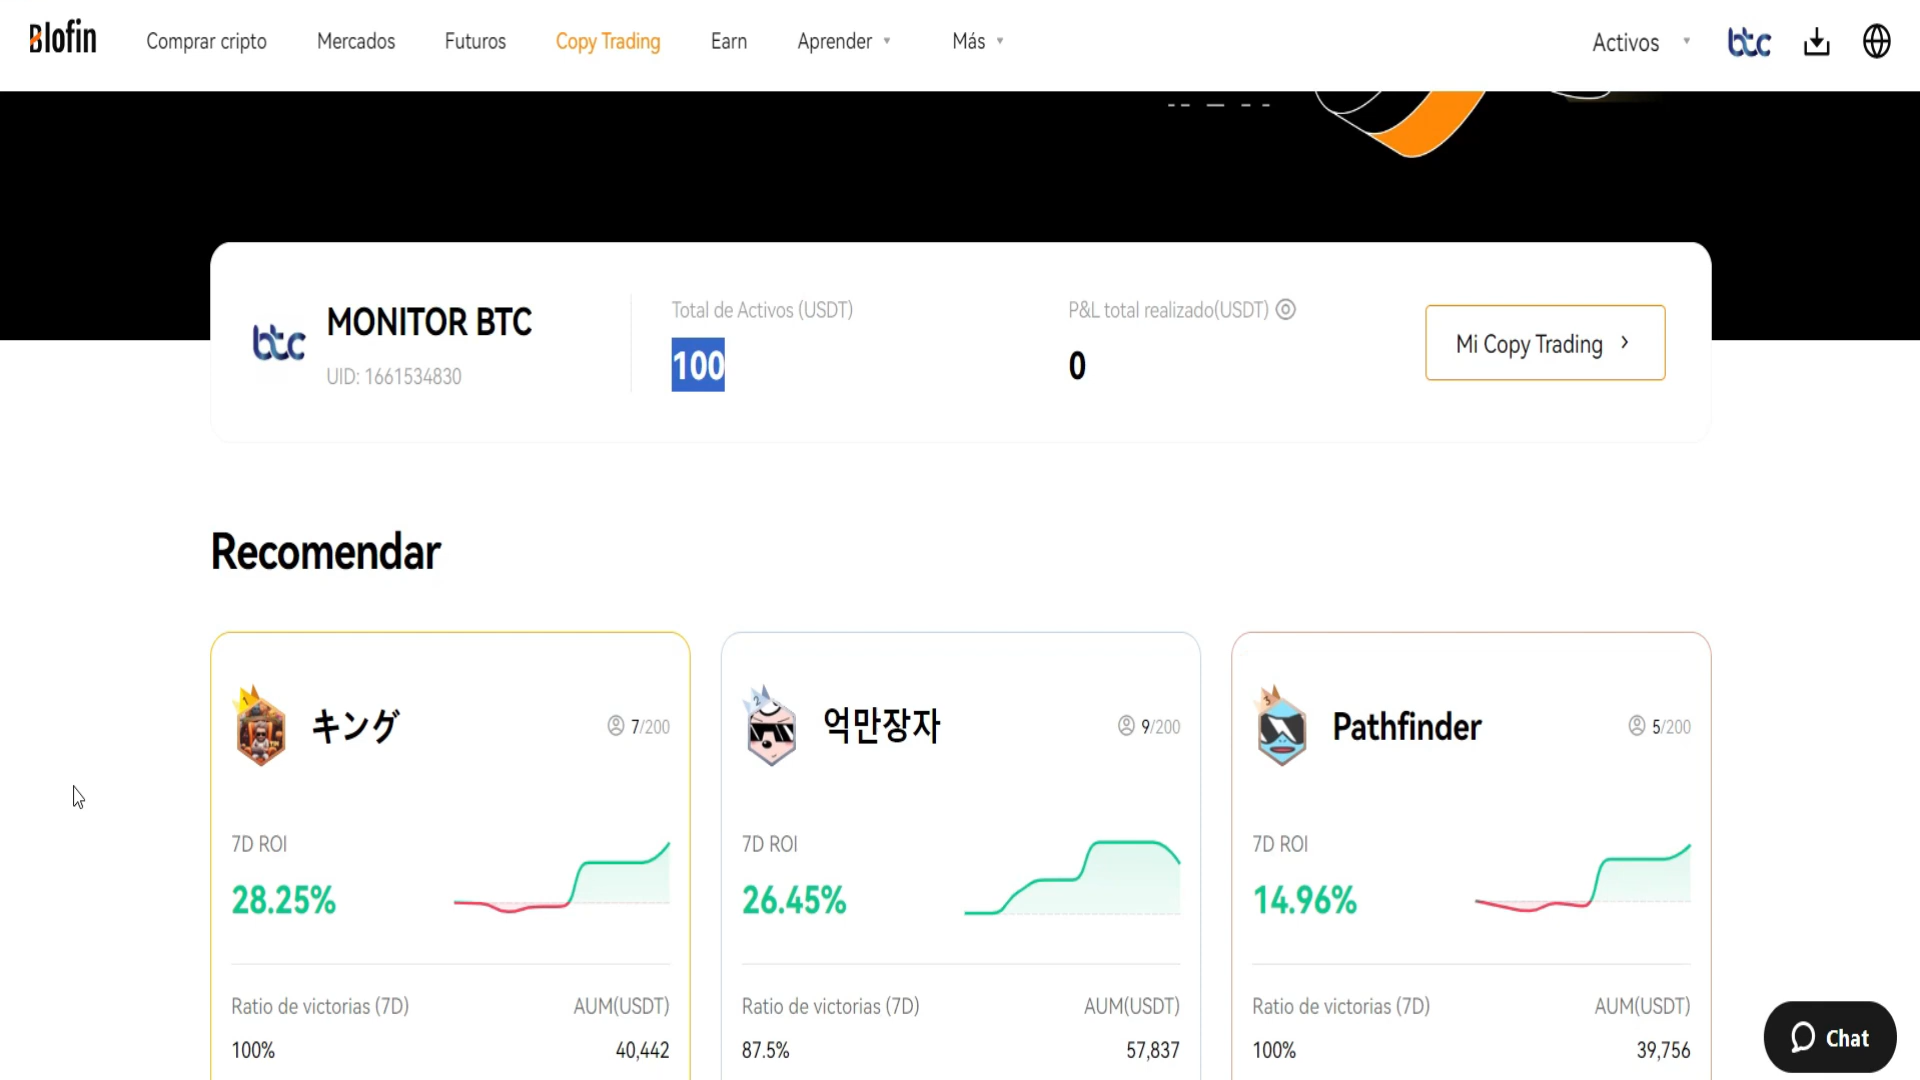 Blofin
Comprar cripto
Mercados
Futuros
Copy Trading
Earn
Aprender
Más
Activos
btc
btc
MONITOR BTC
UID: 1661534830
Total de Activos (USDT)
100
P&L total realizado(USDT)
0
Mi Copy Trading
Recomendar
1
キング
7/200
7D ROI
28.25%
Ratio de victorias (7D)
AUM(USDT)
100%
40,442
2
억만장자
9/200
7D ROI
26.45%
Ratio de victorias (7D)
AUM(USDT)
87.5%
57,837
3
Pathfinder
5/200
7D ROI
14.96%
Ratio de victorias (7D)
AUM(USDT)
100%
39,756
Chat